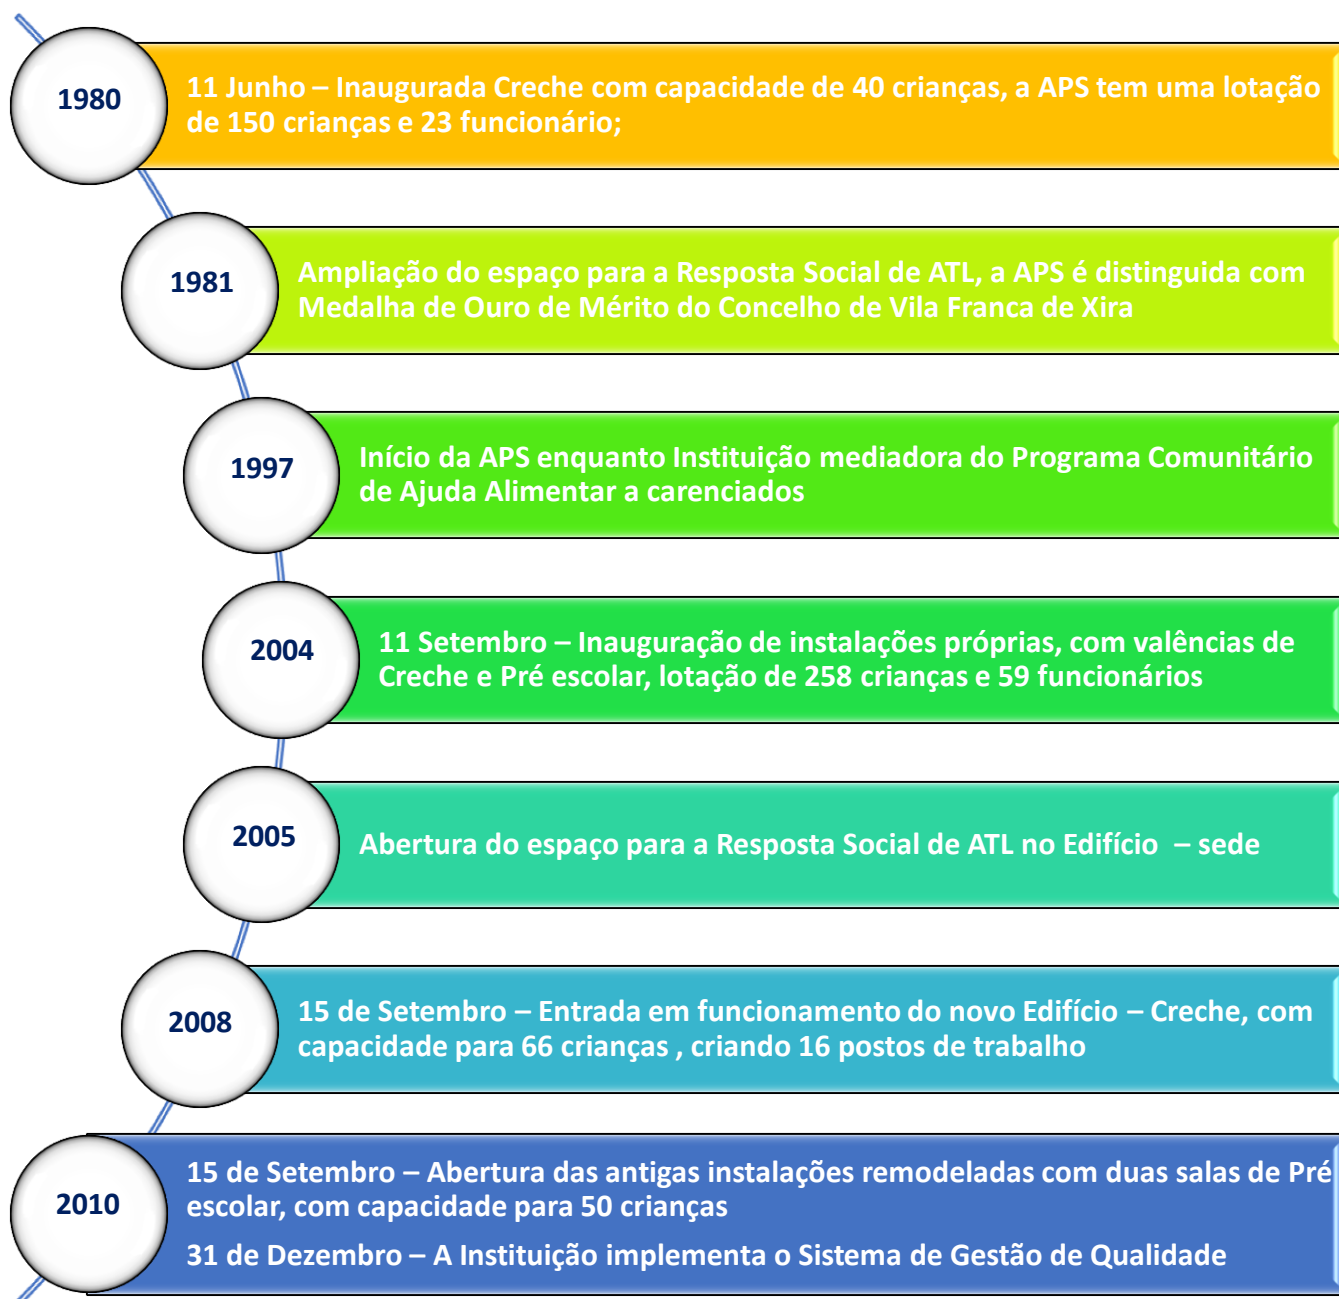 1980
11 Junho – Inaugurada Creche com capacidade de 40 crianças, a APS tem uma lotação
de 150 crianças e 23 funcionário;
1981
Ampliação do espaço para a Resposta Social de ATL, a APS é distinguida com
Medalha de Ouro de Mérito do Concelho de Vila Franca de Xira
1997
Início da APS enquanto Instituição mediadora do Programa Comunitário
de Ajuda Alimentar a carenciados
2004
11 Setembro – Inauguração de instalações próprias, com valências de
Creche e Pré escolar, lotação de 258 crianças e 59 funcionários
2005
Abertura do espaço para a Resposta Social de ATL no Edifício – sede
2008
15 de Setembro – Entrada em funcionamento do novo Edifício – Creche, com
capacidade para 66 crianças , criando 16 postos de trabalho
2010
15 de Setembro – Abertura das antigas instalações remodeladas com duas salas de Pré
escolar, com capacidade para 50 crianças
31 de Dezembro – A Instituição implementa o Sistema de Gestão de Qualidade